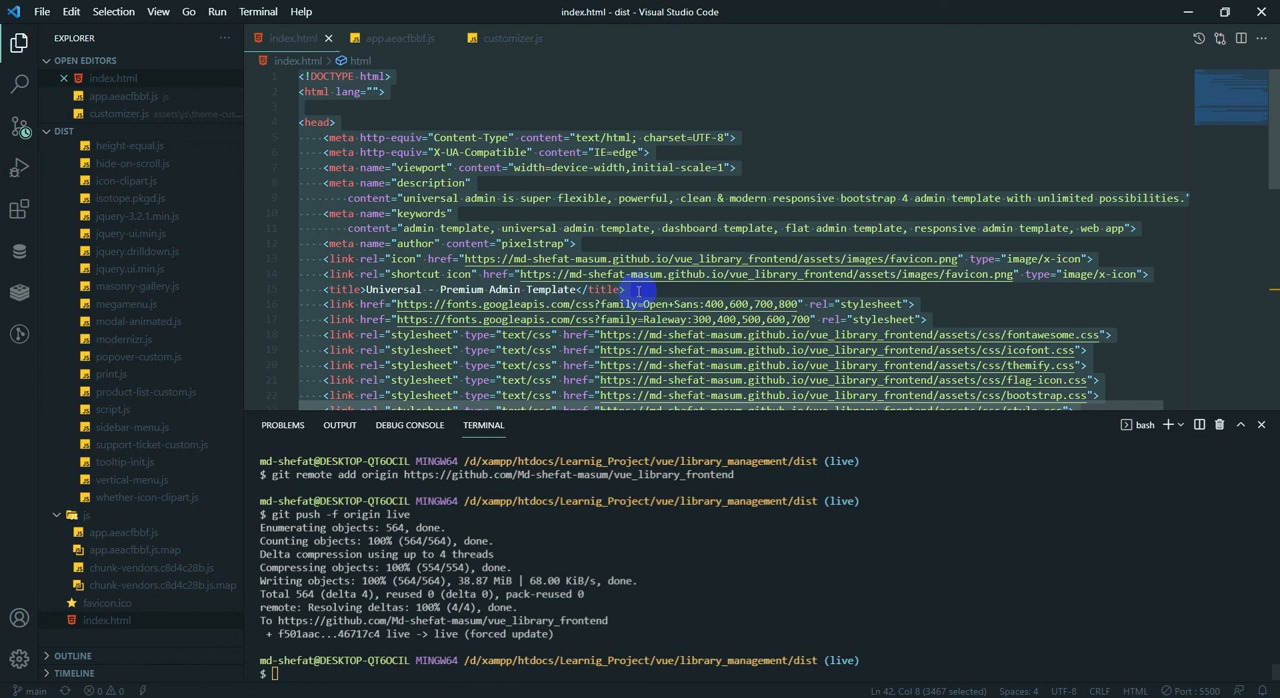 File Edit Selection View Go Run Terminal Help
index.html - dist - Visual Studio Code
EXPLORER
OPEN EDITORS
index.html
app.aeacfbbf.js js
customizer.js assets\js\theme-cus...
DIST
height-equal.js
hide-on-scroll.js
icon-clipart.js
isotope.pkgd.js
jquery-3.2.1.min.js
jquery-ui.min.js
jquery.drilldown.js
jquery.ui.min.js
masonry-gallery.js
megamenu.js
modal-animated.js
modernizr.js
popover-custom.js
print.js
product-list-custom.js
script.js
sidebar-menu.js
support-ticket-custom.js
tooltip-init.js
vertical-menu.js
whether-icon-clipart.js
js
app.aeacfbbf.js
app.aeacfbbf.js.map
chunk-vendors.c8d4c28b.js
chunk-vendors.c8d4c28b.js.map
favicon.ico
index.html
OUTLINE
TIMELINE
index.html app.aeacfbbf.js customizer.js
index.html html
1 <!DOCTYPE html>
2 <html lang="">
3
4 <head>
5 <meta http-equiv="Content-Type" content="text/html; charset=UTF-8">
6 <meta http-equiv="X-UA-Compatible" content="IE=edge">
7 <meta name="viewport" content="width=device-width,initial-scale=1">
8 <meta name="description"
9 content="universal admin is super flexible, powerful, clean & modern responsive bootstrap 4 admin template with unlimited possibilities."
10 <meta name="keywords"
11 content="admin template, universal admin template, dashboard template, flat admin template, responsive admin template, web app">
12 <meta name="author" content="pixelstrap">
13 <link rel="icon" href="https://md-shefat-masum.github.io/vue_library_frontend/assets/images/favicon.png" type="image/x-icon">
14 <link rel="shortcut icon" href="https://md-shefat-masum.github.io/vue_library_frontend/assets/images/favicon.png" type="image/x-icon">
15 <title>Universal - Premium Admin Template</title>
16 <link href="https://fonts.googleapis.com/css?family=Open+Sans:400,600,700,800" rel="stylesheet">
17 <link href="https://fonts.googleapis.com/css?family=Raleway:300,400,500,600,700" rel="stylesheet">
18 <link rel="stylesheet" type="text/css" href="https://md-shefat-masum.github.io/vue_library_frontend/assets/css/fontawesome.css">
19 <link rel="stylesheet" type="text/css" href="https://md-shefat-masum.github.io/vue_library_frontend/assets/css/icofont.css">
20 <link rel="stylesheet" type="text/css" href="https://md-shefat-masum.github.io/vue_library_frontend/assets/css/themify.css">
21 <link rel="stylesheet" type="text/css" href="https://md-shefat-masum.github.io/vue_library_frontend/assets/css/flag-icon.css">
22 <link rel="stylesheet" type="text/css" href="https://md-shefat-masum.github.io/vue_library_frontend/assets/css/bootstrap.css">
PROBLEMS OUTPUT DEBUG CONSOLE TERMINAL
bash
md-shefat@DESKTOP-QT6OCIL MINGW64 /d/xampp/htdocs/Learnig_Project/vue/library_management/dist (live)
$ git remote add origin https://github.com/Md-shefat-masum/vue_library_frontend
md-shefat@DESKTOP-QT6OCIL MINGW64 /d/xampp/htdocs/Learnig_Project/vue/library_management/dist (live)
$ git push -f origin live
Enumerating objects: 564, done.
Counting objects: 100% (564/564), done.
Delta compression using up to 4 threads
Compressing objects: 100% (554/554), done.
Writing objects: 100% (564/564), 38.87 MiB | 68.00 KiB/s, done.
Total 564 (delta 4), reused 0 (delta 0), pack-reused 0
remote: Resolving deltas: 100% (4/4), done.
To https://github.com/Md-shefat-masum/vue_library_frontend
+ f501aac...46717c4 live -> live (forced update)
md-shefat@DESKTOP-QT6OCIL MINGW64 /d/xampp/htdocs/Learnig_Project/vue/library_management/dist (live)
$
main 0 0 Ln 42, Col 8 (3467 selected) Spaces: 4 UTF-8 CRLF HTML Port : 5500